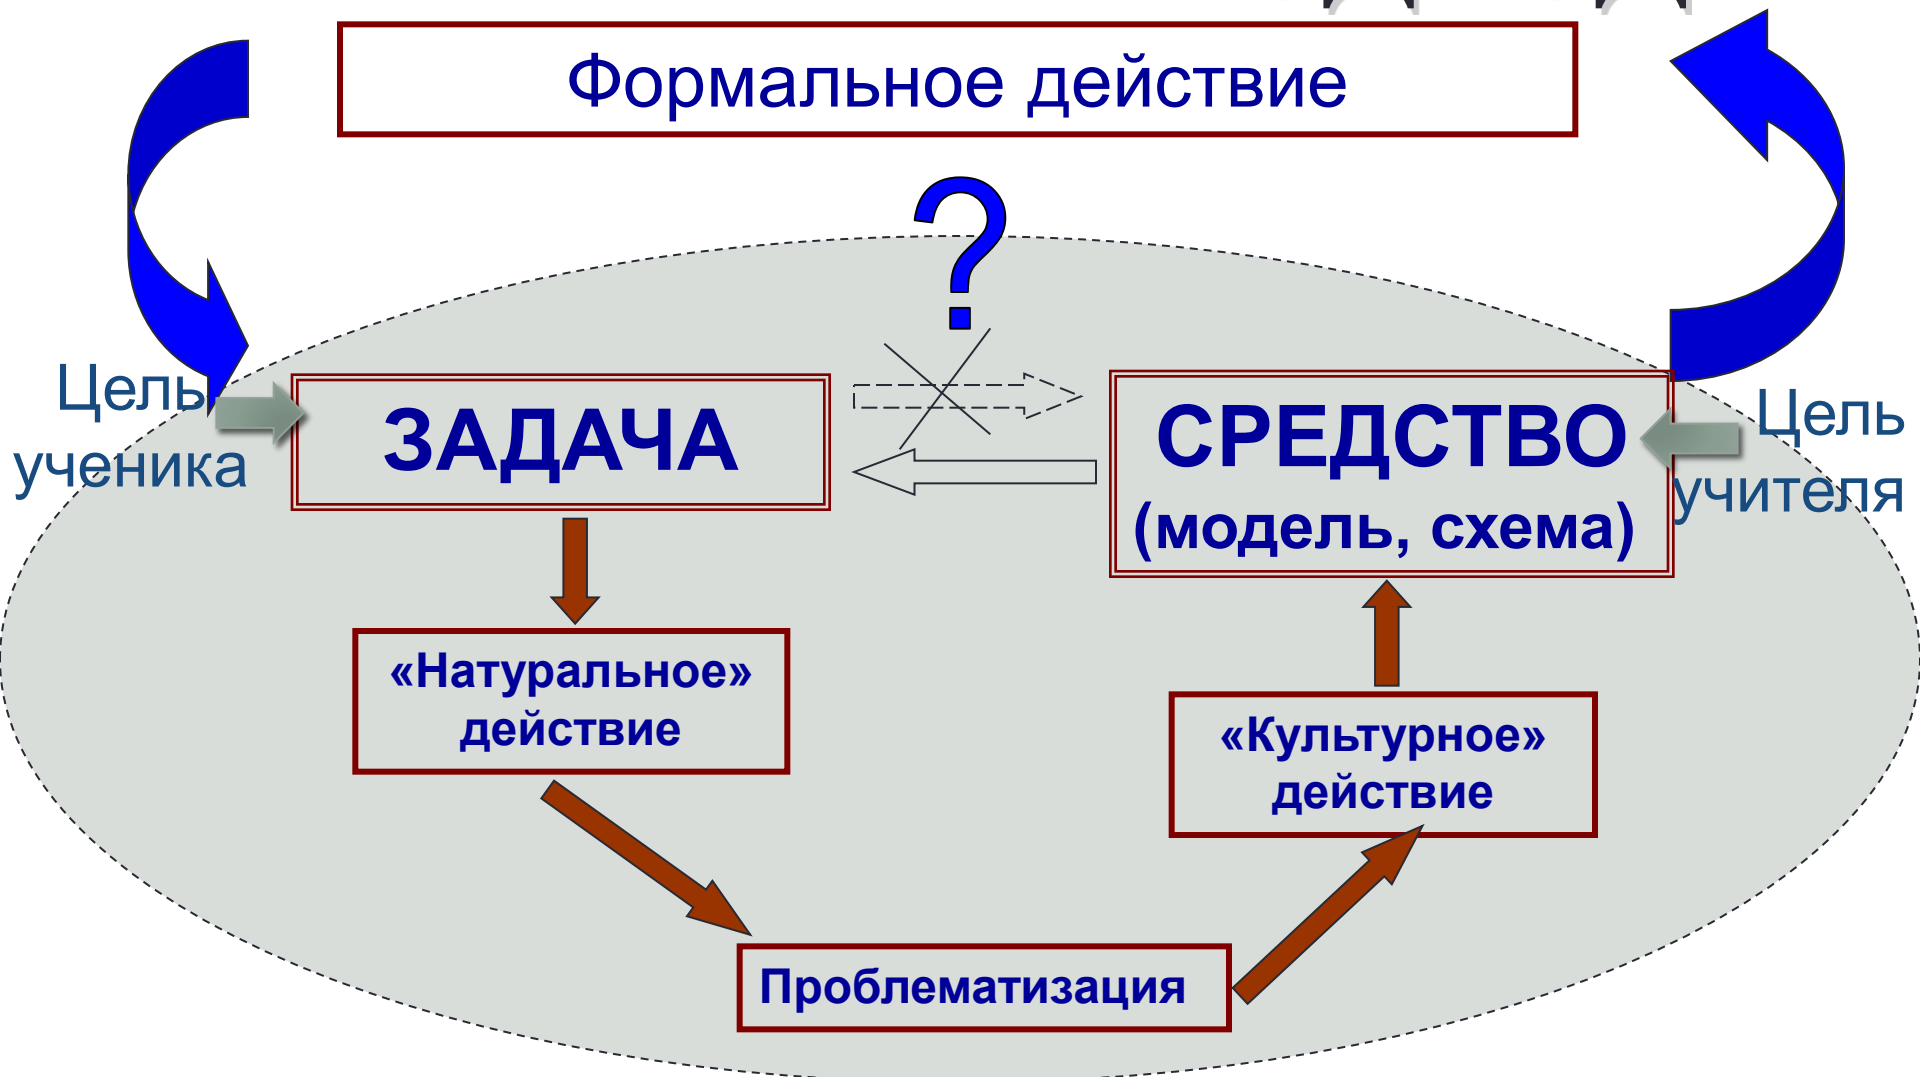 Формальное действие
?
Цель
ученика
ЗАДАЧА
СРЕДСТВО
(модель, схема)
Цель
учителя
«Натуральное»
действие
«Культурное»
действие
Проблематизация